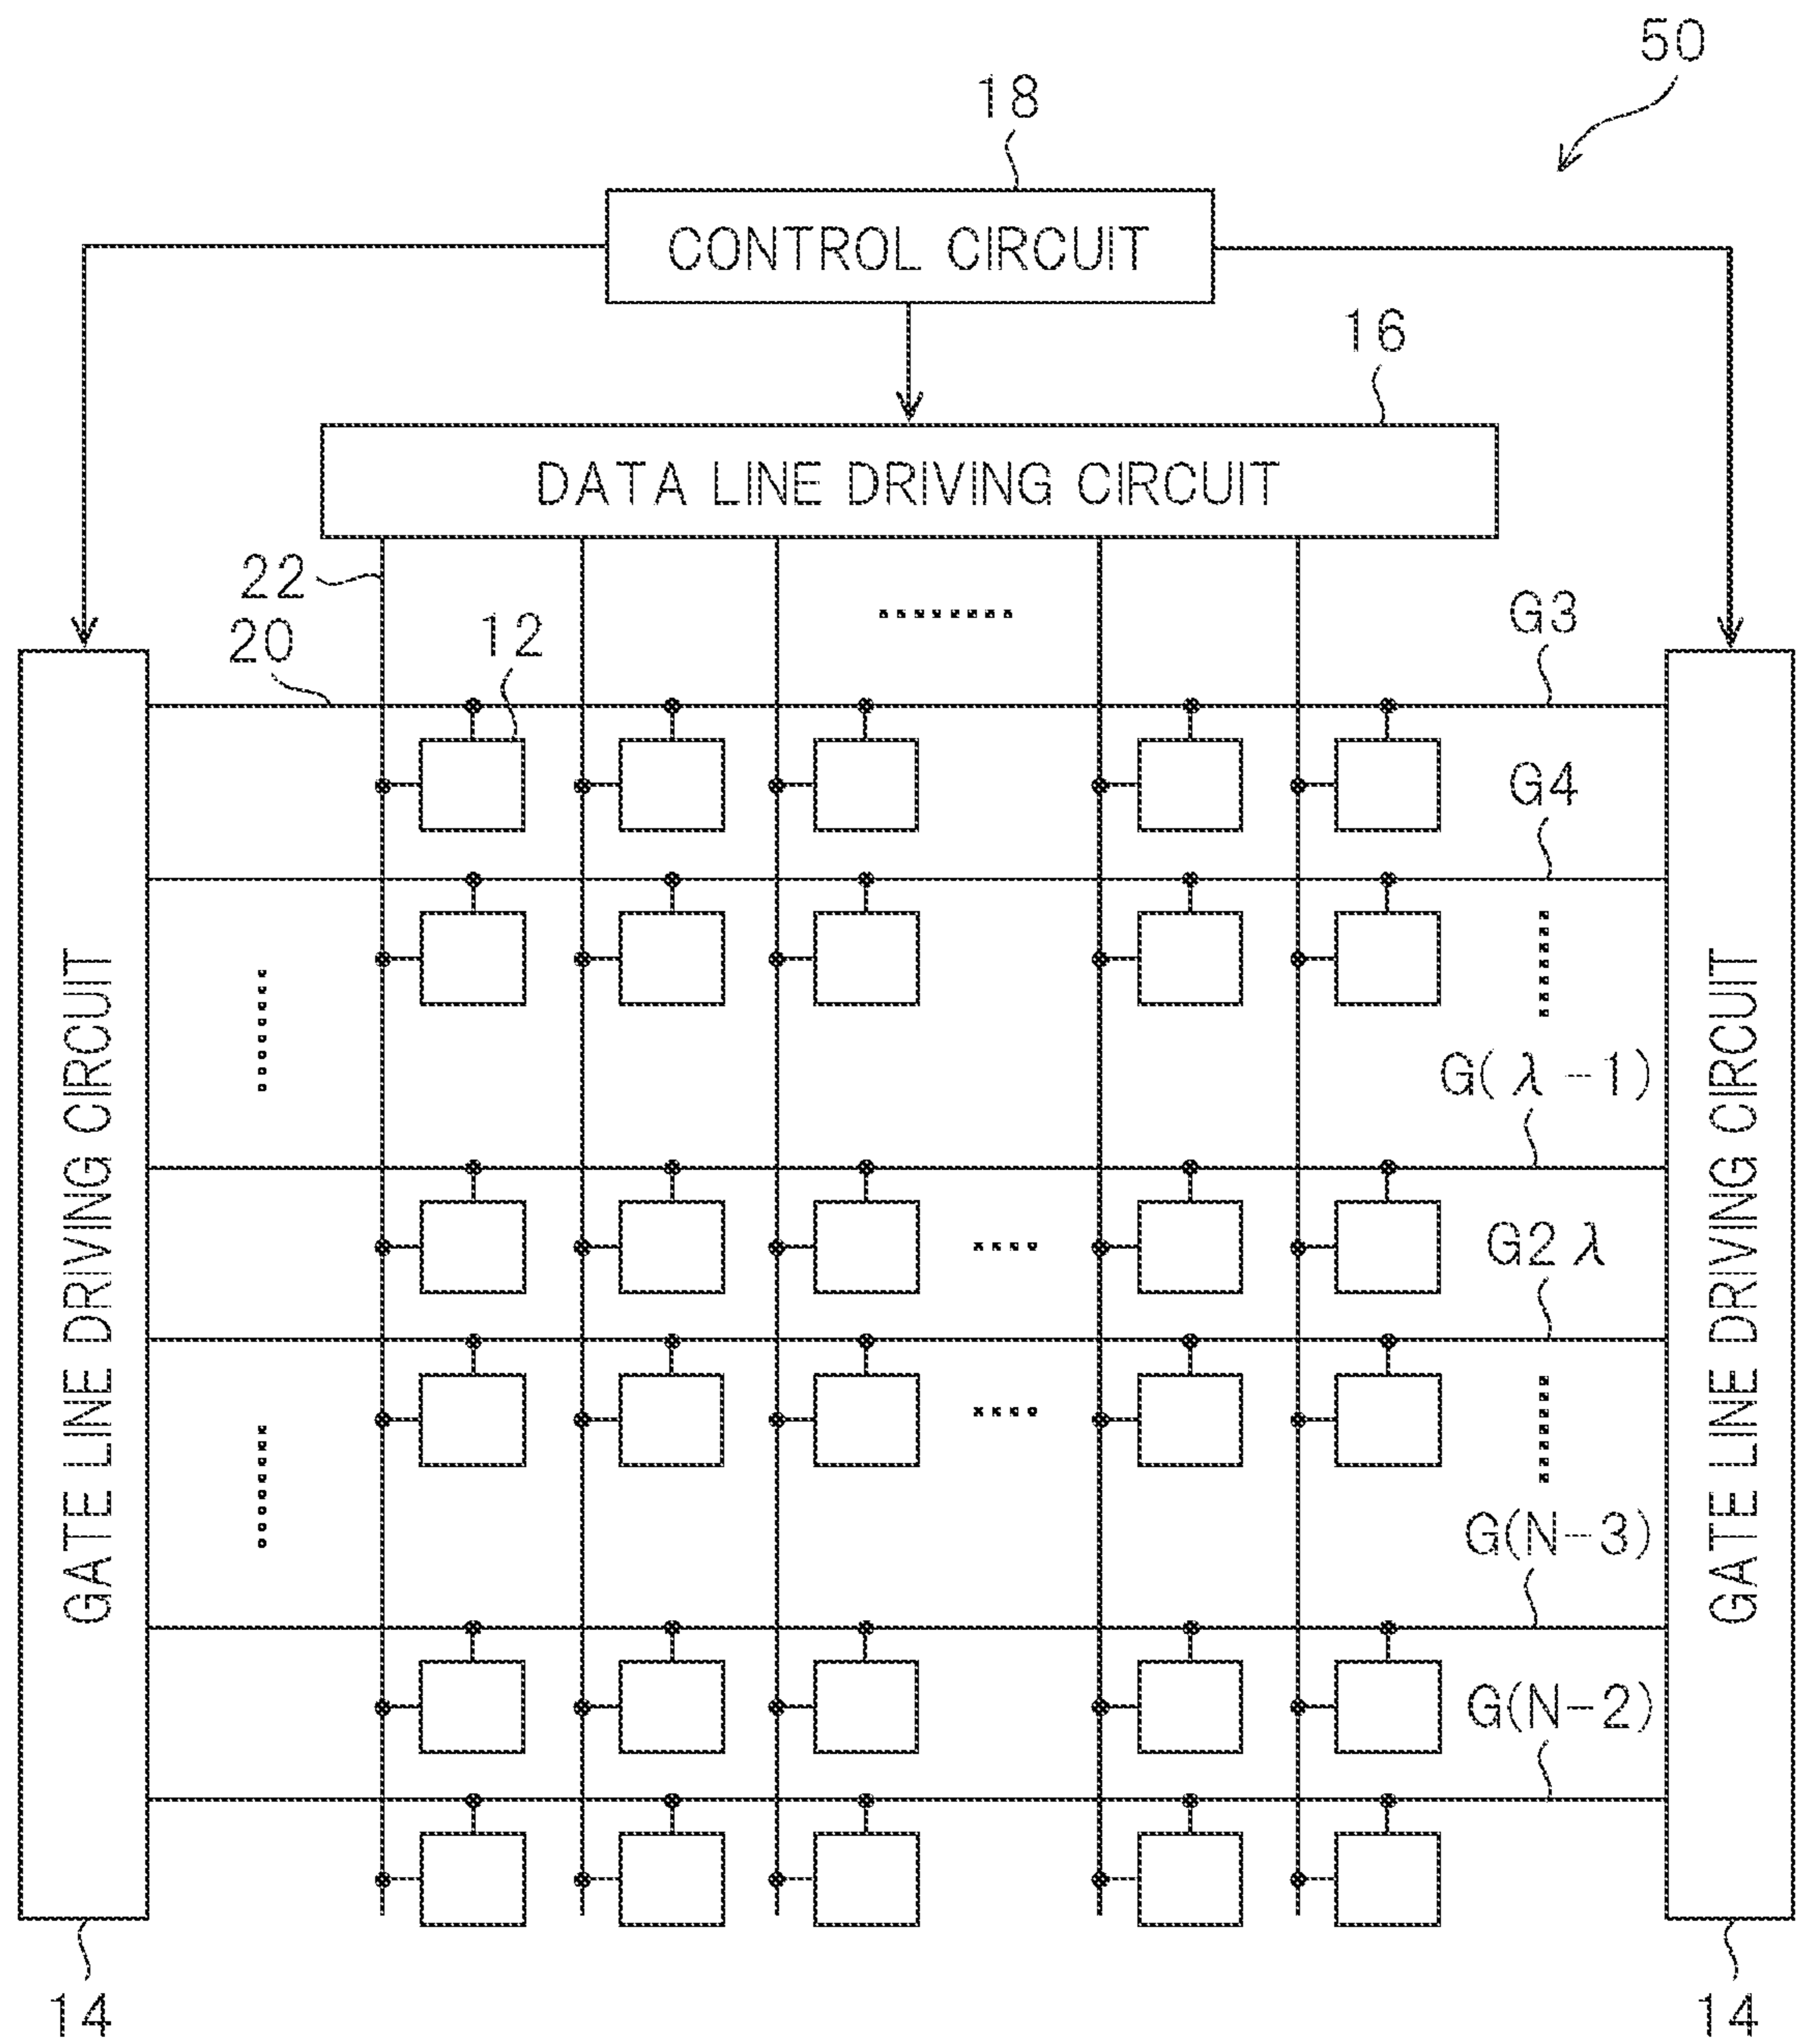 50
18
CONTROL CIRCUIT
16
DATA LINE DRIVING CIRCUIT
22
20
12
G3
G4
GATE LINE DRIVING CIRCUIT
GATE LINE DRIVING CIRCUIT
G(λ-1)
G2λ
G(N-3)
G(N-2)
14
14